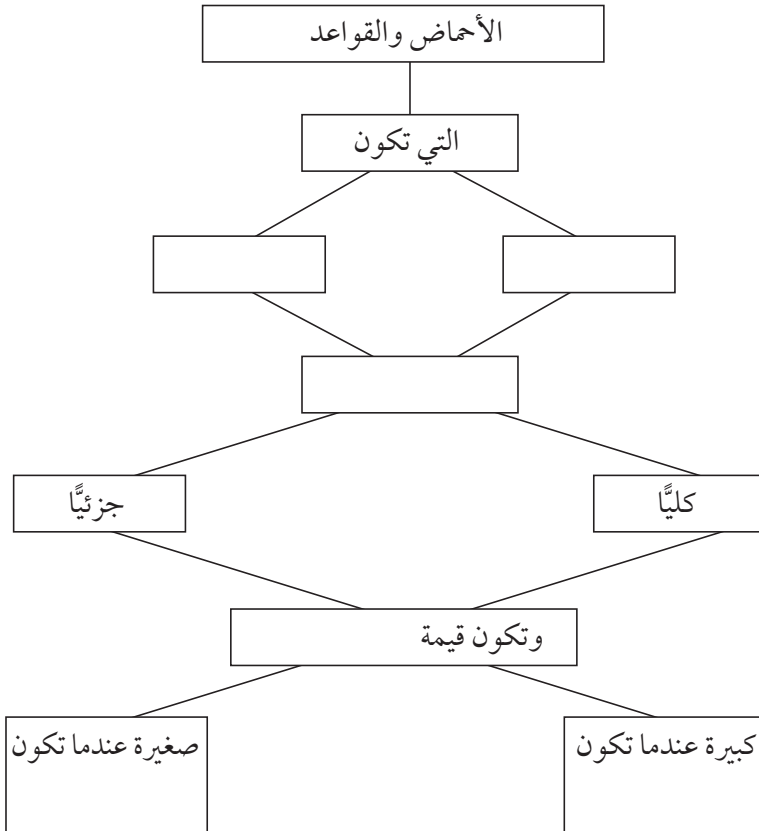 الأحماض والقواعد
التي تكون
كليًّا
جزئيًّا
وتكون قيمة
كبيرة عندما تكون
صغيرة عندما تكون